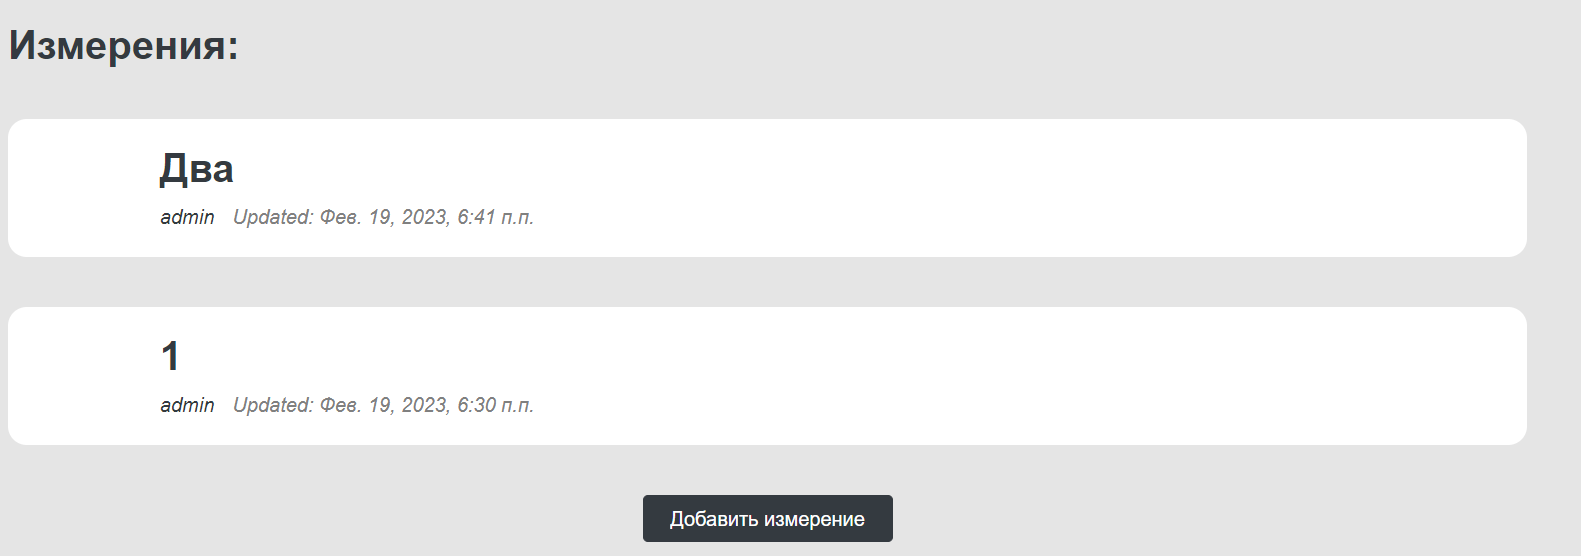 Измерения:
Два
admin Updated: Фев. 19, 2023, 6:41 п.п.
1
admin Updated: Фев. 19, 2023, 6:30 п.п.
Добавить измерение